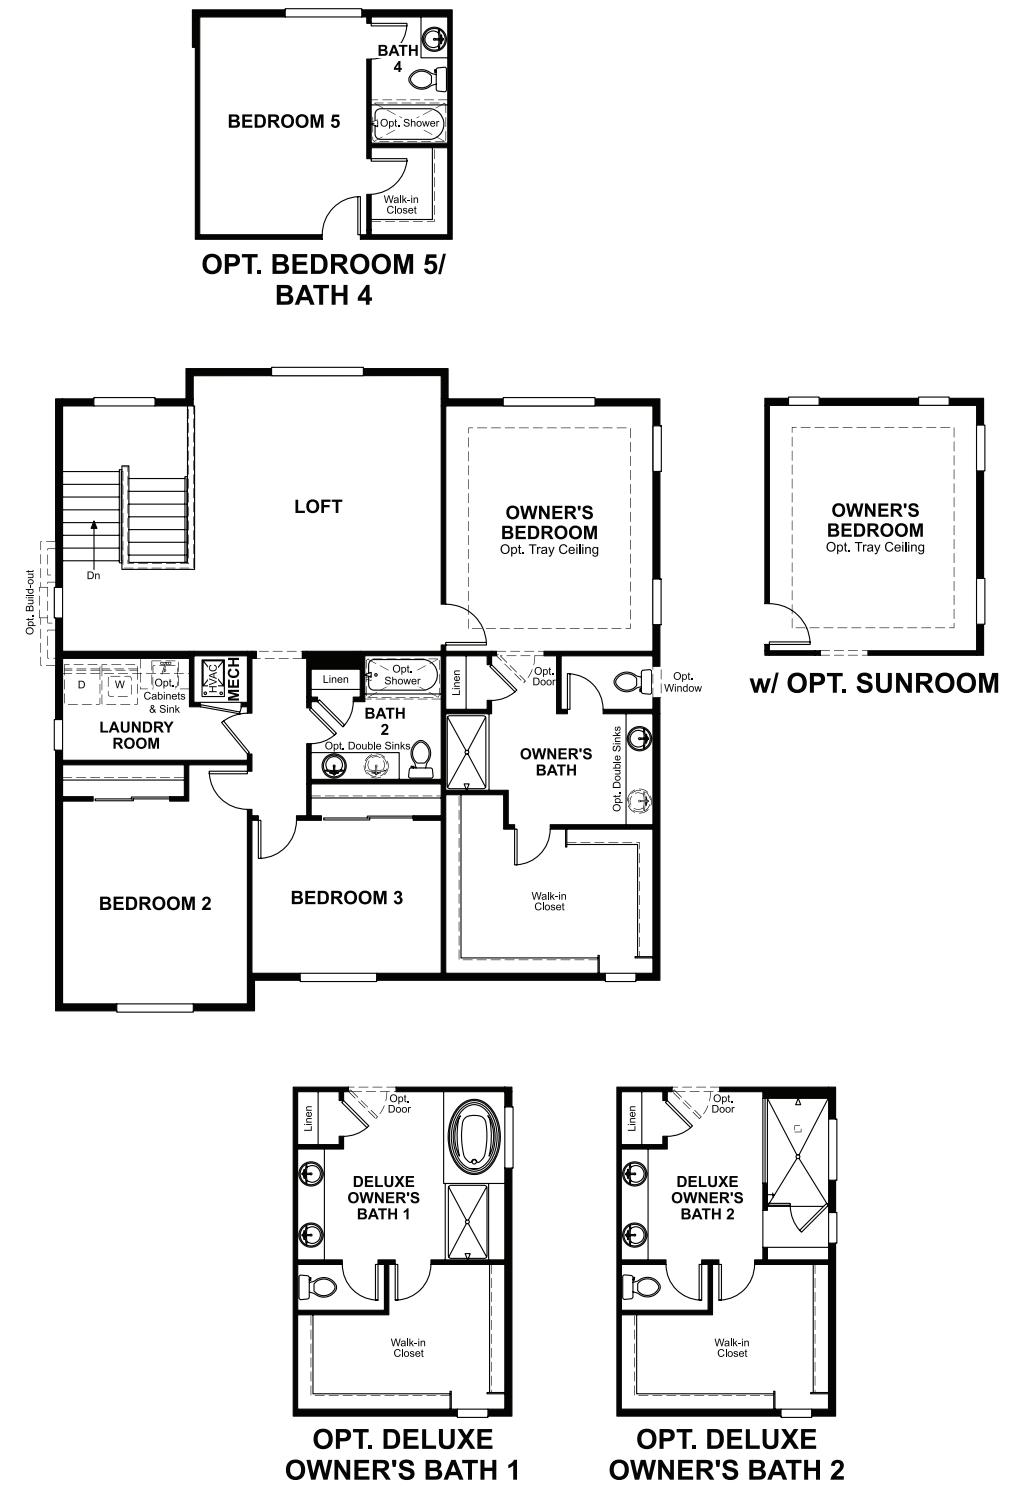 BATH
4
BEDROOM 5
Opt. Shower
Walk-in
Closet
OPT. BEDROOM 5/
BATH 4
LOFT
OWNER'S
BEDROOM
Opt. Tray Ceiling
OWNER'S
BEDROOM
Opt. Tray Ceiling
Dn
Opt. Build-out
w/ OPT. SUNROOM
D
W
Opt.
Cabinets
& Sink
HVAC
MECH
Linen
Opt.
Shower
Linen
Opt.
Door
Opt.
Window
LAUNDRY
ROOM
BATH
2
Opt. Double Sinks
OWNER'S
BATH
Opt. Double Sinks
BEDROOM 2
BEDROOM 3
Walk-in
Closet
Linen
Opt.
Door
DELUXE
OWNER'S
BATH 1
Walk-in
Closet
OPT. DELUXE
OWNER'S BATH 1
Linen
Opt.
Door
DELUXE
OWNER'S
BATH 2
Walk-in
Closet
OPT. DELUXE
OWNER'S BATH 2